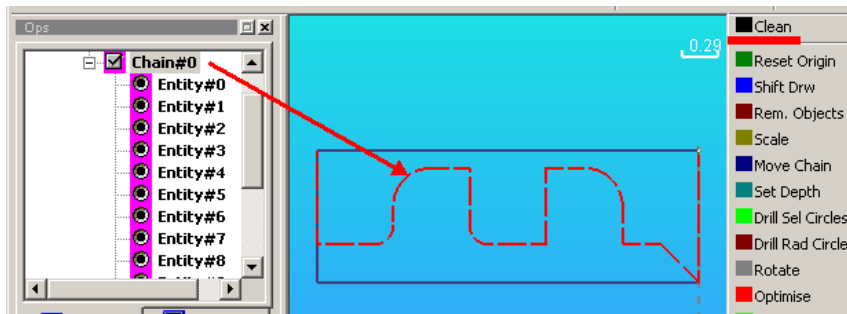 Ops
Chain#0
Entity#0
Entity#1
Entity#2
Entity#3
Entity#4
Entity#5
Entity#6
Entity#7
Entity#8
0.29
Clean
Reset Origin
Shift Drw
Rem. Objects
Scale
Move Chain
Set Depth
Drill Sel Circles
Drill Rad Circle
Rotate
Optimise